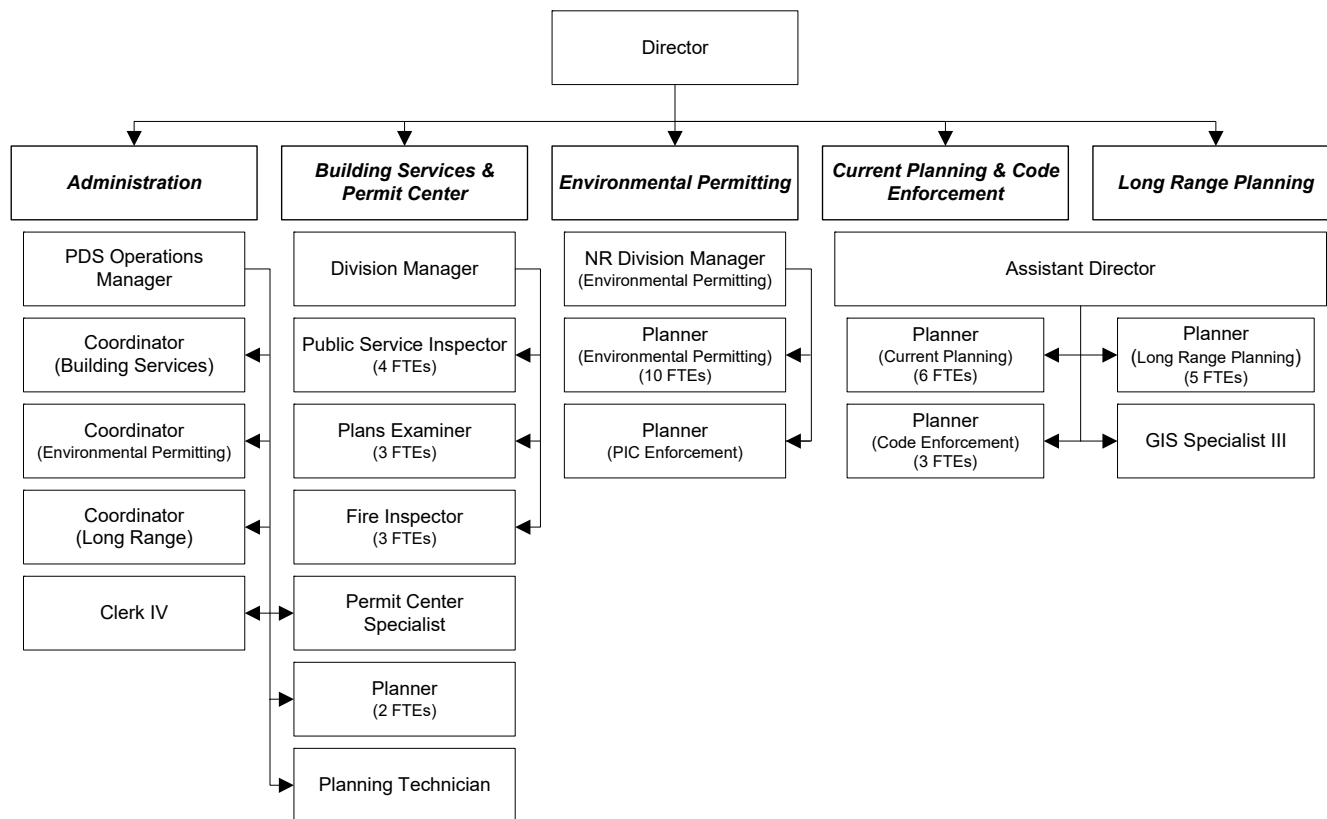 Director
Administration
Building Services &
Permit Center
Environmental Permitting
Current Planning & Code
Enforcement
Long Range Planning
PDS Operations
Manager
Coordinator
(Building Services)
Coordinator
(Environmental Permitting)
Coordinator
(Long Range)
Clerk IV
Division Manager
Public Service Inspector
(4 FTEs)
Plans Examiner
(3 FTEs)
Fire Inspector
(3 FTEs)
Permit Center
Specialist
Planner
(2 FTEs)
Planning Technician
NR Division Manager
(Environmental Permitting)
Planner
(Environmental Permitting)
(10 FTEs)
Planner
(PIC Enforcement)
Assistant Director
Planner
(Current Planning)
(6 FTEs)
Planner
(Code Enforcement)
(3 FTEs)
Planner
(Long Range Planning)
(5 FTEs)
GIS Specialist III